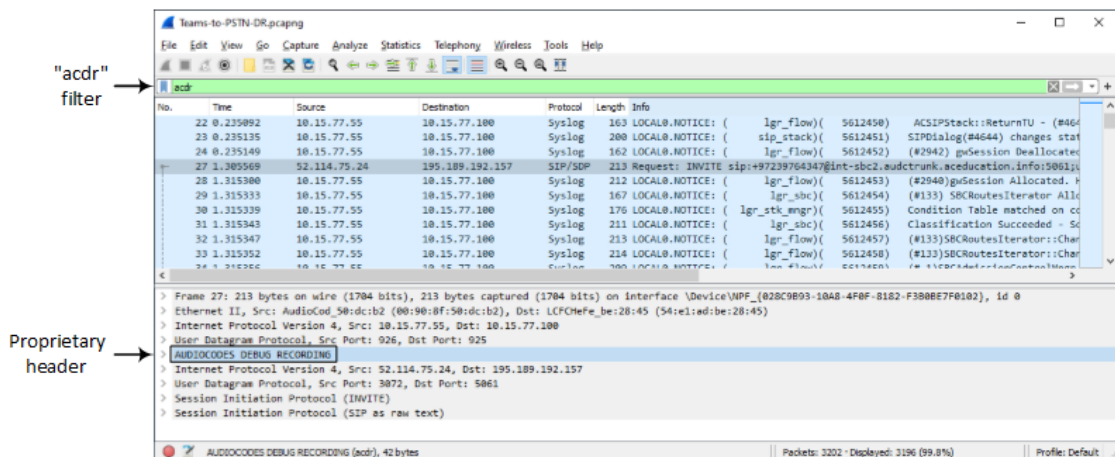 Teams-to-PSTN-DR.pcapng
File Edit View Go Capture Analyze Statistics Telephony Wireless Tools Help
"acdr" filter
acdr
No. Time Source Destination Protocol Length Info
22 0.235092 10.15.77.55 10.15.77.100 Syslog 163 LOCAL0.NOTICE: ( lgr_flow)( 5612450) ACSIPStack::ReturnTU - (#464
23 0.235135 10.15.77.55 10.15.77.100 Syslog 200 LOCAL0.NOTICE: ( sip_stack)( 5612451) SIPDialog(#4644) changes stat
24 0.235149 10.15.77.55 10.15.77.100 Syslog 162 LOCAL0.NOTICE: ( lgr_flow)( 5612452) (#2942) gwSession Deallocated
27 1.305569 52.114.75.24 195.189.192.157 SIP/SDP 213 Request: INVITE sip:+97239764347@int-sbc2.audctrunk.aceducation.info:5061;u
28 1.315300 10.15.77.55 10.15.77.100 Syslog 212 LOCAL0.NOTICE: ( lgr_flow)( 5612453) (#2940)gwSession Allocated. H
29 1.315333 10.15.77.55 10.15.77.100 Syslog 167 LOCAL0.NOTICE: ( lgr_sbc)( 5612454) (#133) SBCRoutesIterator Allo
30 1.315339 10.15.77.55 10.15.77.100 Syslog 176 LOCAL0.NOTICE: ( lgr_stk_mngr)( 5612455) Condition Table matched on co
31 1.315343 10.15.77.55 10.15.77.100 Syslog 211 LOCAL0.NOTICE: ( lgr_sbc)( 5612456) Classification Succeeded - So
32 1.315347 10.15.77.55 10.15.77.100 Syslog 213 LOCAL0.NOTICE: ( lgr_flow)( 5612457) (#133)SBCRoutesIterator::Chan
33 1.315352 10.15.77.55 10.15.77.100 Syslog 214 LOCAL0.NOTICE: ( lgr_flow)( 5612458) (#133)SBCRoutesIterator::Chan
Frame 27: 213 bytes on wire (1704 bits), 213 bytes captured (1704 bits) on interface \Device\NPF_{028C9B93-10A8-4F0F-8182-F3B0BE7F0102}, id 0
Ethernet II, Src: AudioCod_50:dc:b2 (00:90:8f:50:dc:b2), Dst: LCFCHeFe_be:28:45 (54:e1:ad:be:28:45)
Internet Protocol Version 4, Src: 10.15.77.55, Dst: 10.15.77.100
User Datagram Protocol, Src Port: 926, Dst Port: 925
Proprietary header
AUDIOCODES DEBUG RECORDING
Internet Protocol Version 4, Src: 52.114.75.24, Dst: 195.189.192.157
User Datagram Protocol, Src Port: 3072, Dst Port: 5061
Session Initiation Protocol (INVITE)
Session Initiation Protocol (SIP as raw text)
AUDIOCODES DEBUG RECORDING (acdr), 42 bytes Packets: 3202 · Displayed: 3196 (99.8%) Profile: Default